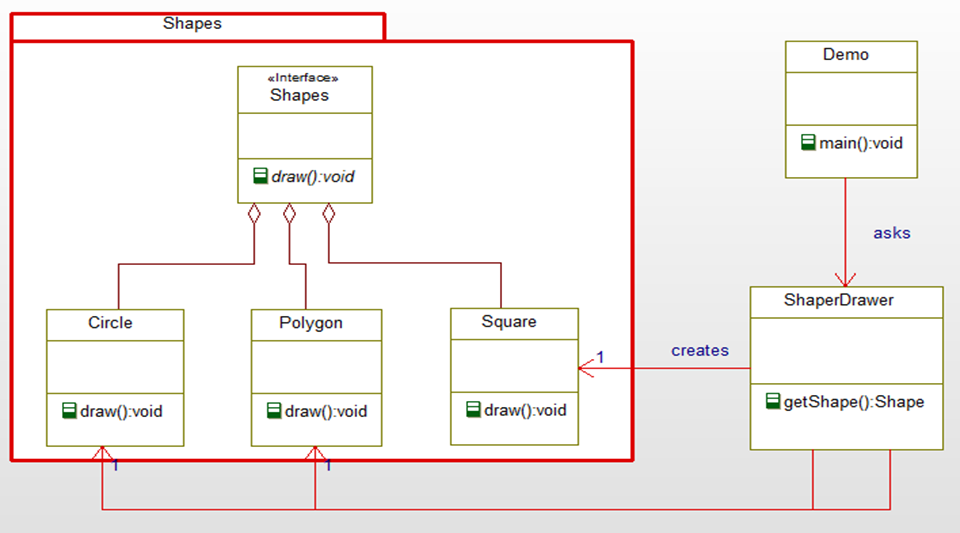 Shapes
«Interface»
Shapes
draw():void
Demo
main():void
asks
Circle
draw():void
Polygon
draw():void
Square
draw():void
1
creates
ShaperDrawer
getShape():Shape
1
1